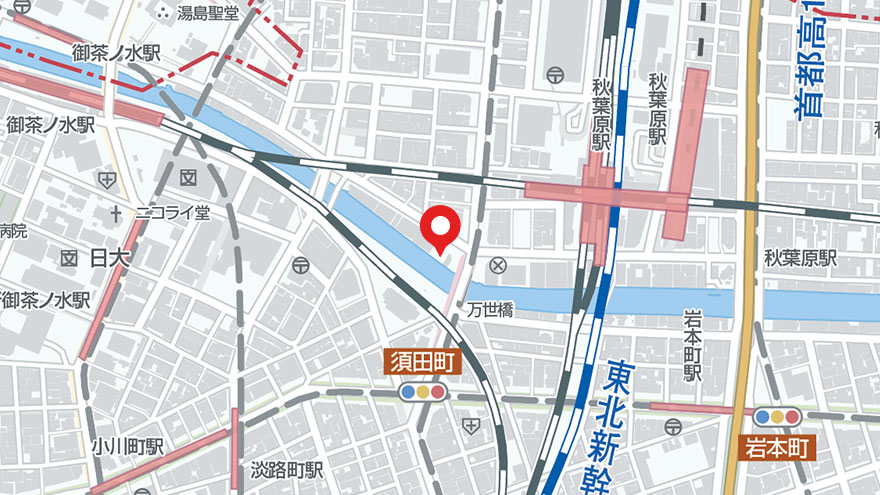 湯島聖堂
御茶ノ水駅
御茶ノ水駅
秋葉原駅
秋葉原駅
首都高
ニコライ堂
病院
日大
御茶ノ水駅
秋葉原駅
万世橋
岩本町駅
須田町
東北新幹
岩本町
小川町駅
淡路町駅